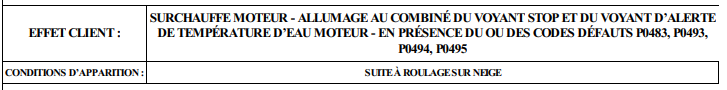 EFFET CLIENT :
SURCHAUFFE MOTEUR - ALLUMAGE AU COMBINÉ DU VOYANT STOP ET DU VOYANT D’ALERTE
DE TEMPÉRATURE D’EAU MOTEUR - EN PRÉSENCE DU OU DES CODES DÉFAUTS P0483, P0493,
P0494, P0495
CONDITIONS D’APPARITION :
SUITE À ROULAGE SUR NEIGE